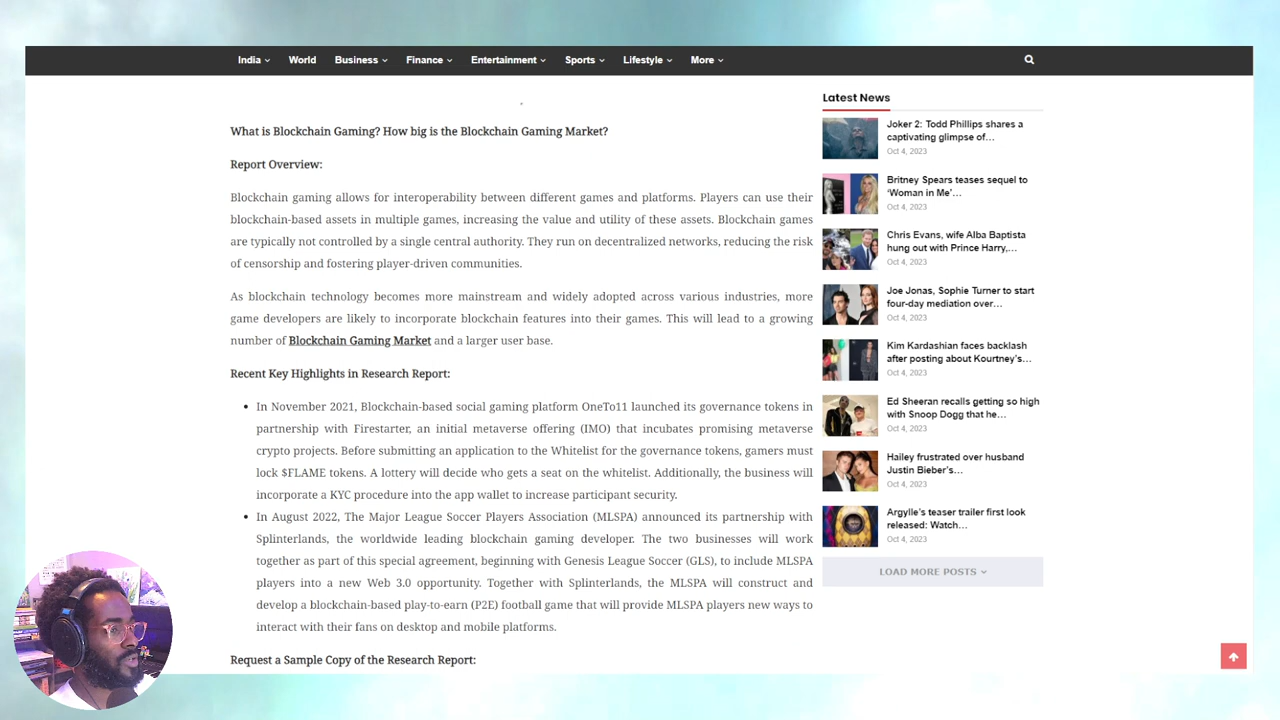 India World Business Finance Entertainment Sports Lifestyle More
What is Blockchain Gaming? How big is the Blockchain Gaming Market?
Report Overview:
Blockchain gaming allows for interoperability between different games and platforms. Players can use their
blockchain-based assets in multiple games, increasing the value and utility of these assets. Blockchain games
are typically not controlled by a single central authority. They run on decentralized networks, reducing the risk
of censorship and fostering player-driven communities.
As blockchain technology becomes more mainstream and widely adopted across various industries, more
game developers are likely to incorporate blockchain features into their games. This will lead to a growing
number of Blockchain Gaming Market and a larger user base.
Recent Key Highlights in Research Report:
• In November 2021, Blockchain-based social gaming platform OneTo11 launched its governance tokens in
partnership with Firestarter, an initial metaverse offering (IMO) that incubates promising metaverse
crypto projects. Before submitting an application to the Whitelist for the governance tokens, gamers must
lock $FLAME tokens. A lottery will decide who gets a seat on the whitelist. Additionally, the business will
incorporate a KYC procedure into the app wallet to increase participant security.
• In August 2022, The Major League Soccer Players Association (MLSPA) announced its partnership with
Splinterlands, the worldwide leading blockchain gaming developer. The two businesses will work
together as part of this special agreement, beginning with Genesis League Soccer (GLS), to include MLSPA
players into a new Web 3.0 opportunity. Together with Splinterlands, the MLSPA will construct and
develop a blockchain-based play-to-earn (P2E) football game that will provide MLSPA players new ways to
interact with their fans on desktop and mobile platforms.
Request a Sample Copy of the Research Report:
Latest News
Joker 2: Todd Phillips shares a
captivating glimpse of…
Oct 4, 2023
Britney Spears teases sequel to
‘Woman in Me’…
Oct 4, 2023
Chris Evans, wife Alba Baptista
hung out with Prince Harry,…
Oct 4, 2023
Joe Jonas, Sophie Turner to start
four-day mediation over…
Oct 4, 2023
Kim Kardashian faces backlash
after posting about Kourtney’s…
Oct 4, 2023
Ed Sheeran recalls getting so high
with Snoop Dogg that he…
Oct 4, 2023
Hailey frustrated over husband
Justin Bieber’s…
Oct 4, 2023
Argylle’s teaser trailer first look
released: Watch…
Oct 4, 2023
LOAD MORE POSTS